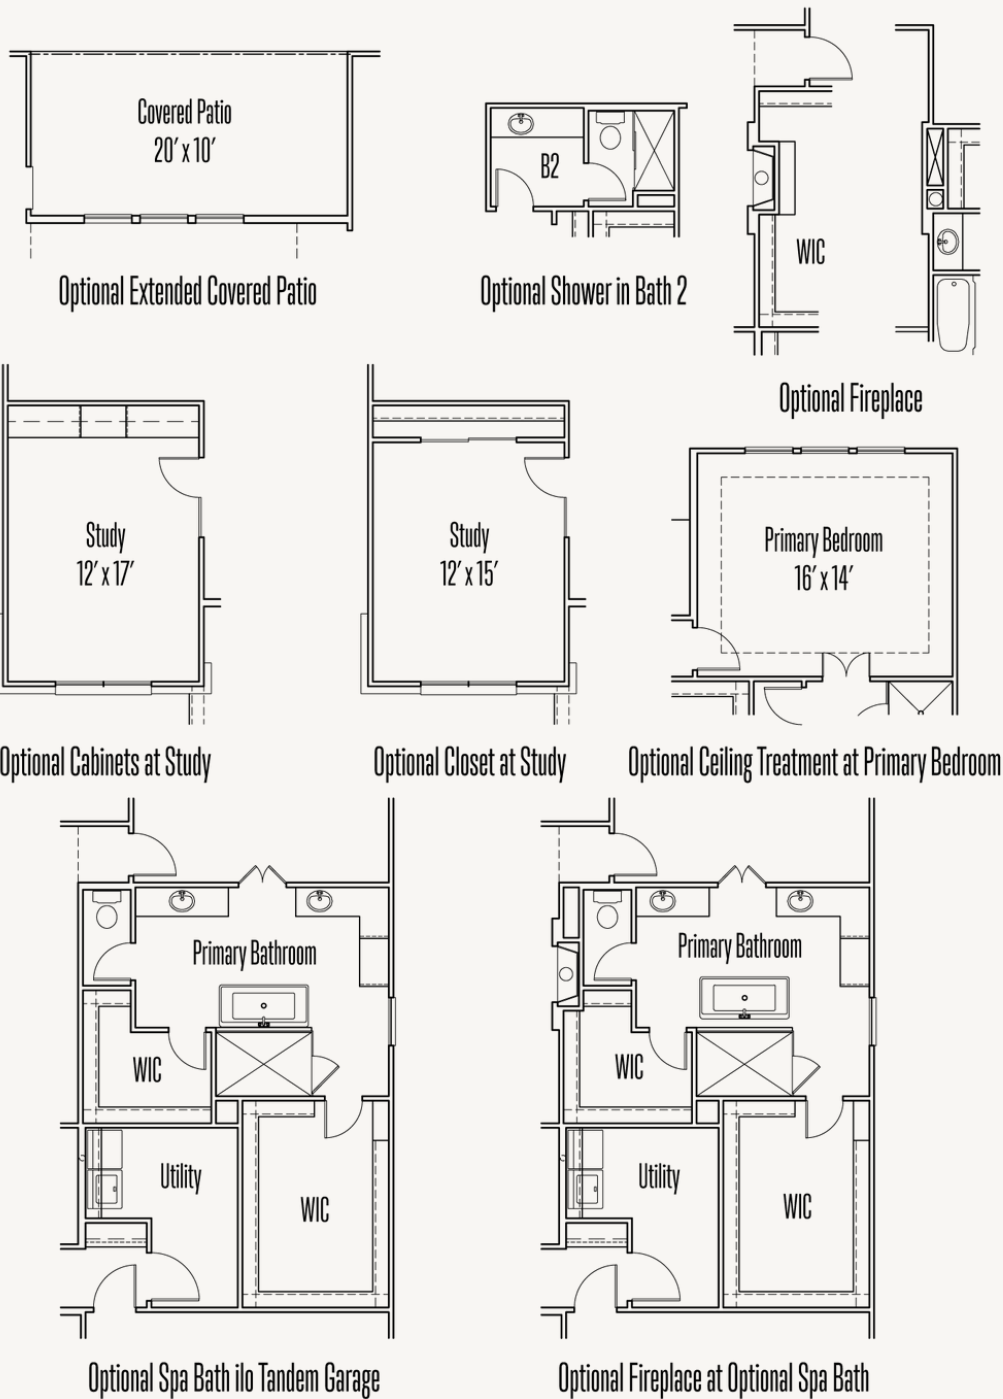 Covered Patio
20' x 10'
Optional Extended Covered Patio
B2
Optional Shower in Bath 2
WIC
Optional Fireplace
Study
12' x 17'
Optional Cabinets at Study
Study
12' x 15'
Optional Closet at Study
Primary Bedroom
16' x 14'
Optional Ceiling Treatment at Primary Bedroom
Primary Bathroom
WIC
Utility
WIC
Optional Spa Bath ilo Tandem Garage
Primary Bathroom
WIC
Utility
WIC
Optional Fireplace at Optional Spa Bath